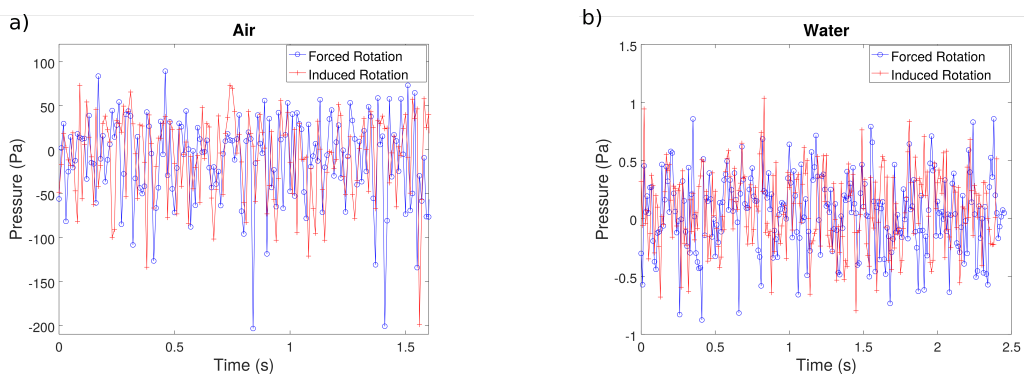 a)
Air
Forced Rotation
Induced Rotation
100
50
0
-50
-100
-150
-200
Pressure (Pa)
0 0.5 1 1.5
Time (s)
b)
Water
Forced Rotation
Induced Rotation
1.5
1
0.5
0
-0.5
-1
Pressure (Pa)
0 0.5 1 1.5 2 2.5
Time (s)